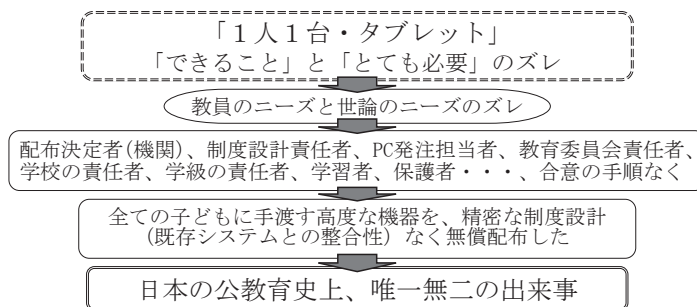 「１人１台・タブレット」
「できること」と「とても必要」のズレ
教員のニーズと世論のニーズのズレ
配布決定者(機関)、制度設計責任者、PC発注担当者、教育委員会責任者、
学校の責任者、学級の責任者、学習者、保護者・・・、合意の手順なく
全ての子どもに手渡す高度な機器を、精密な制度設計
(既存システムとの整合性）なく無償配布した
日本の公教育史上、唯一無二の出来事